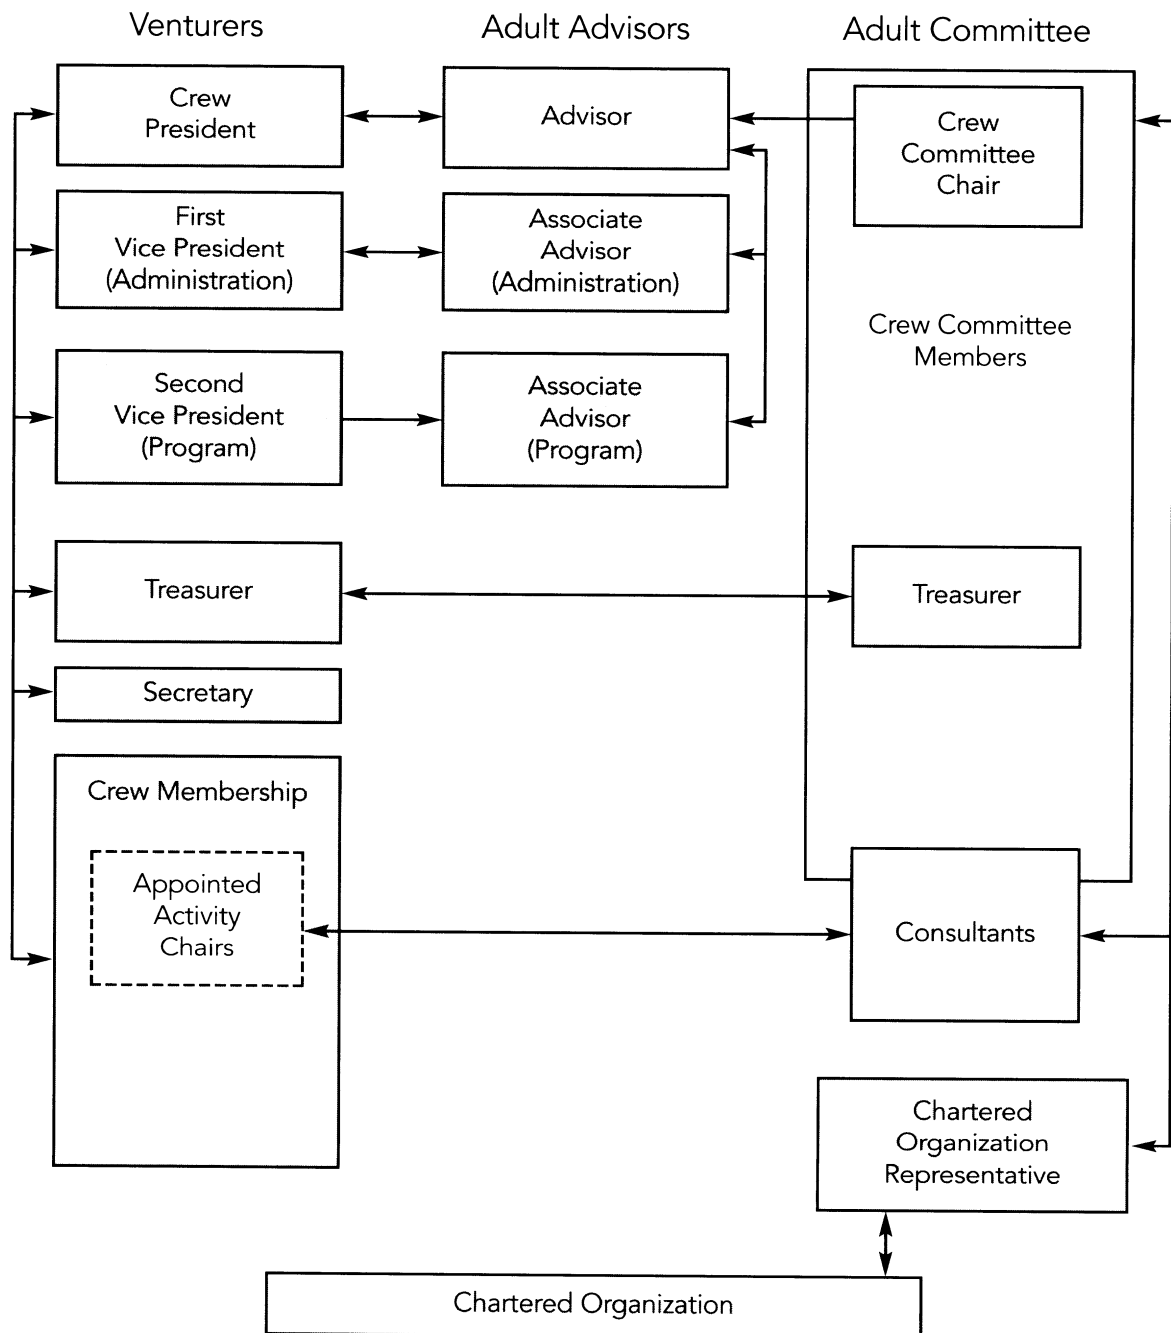 Venturers
Adult Advisors
Adult Committee
Crew
President
Advisor
Crew
Committee
Chair
First
Vice President
(Administration)
Associate
Advisor
(Administration)
Crew Committee
Members
Second
Vice President
(Program)
Associate
Advisor
(Program)
Treasurer
Treasurer
Secretary
Crew Membership
Appointed
Activity
Chairs
Consultants
Chartered
Organization
Representative
Chartered Organization